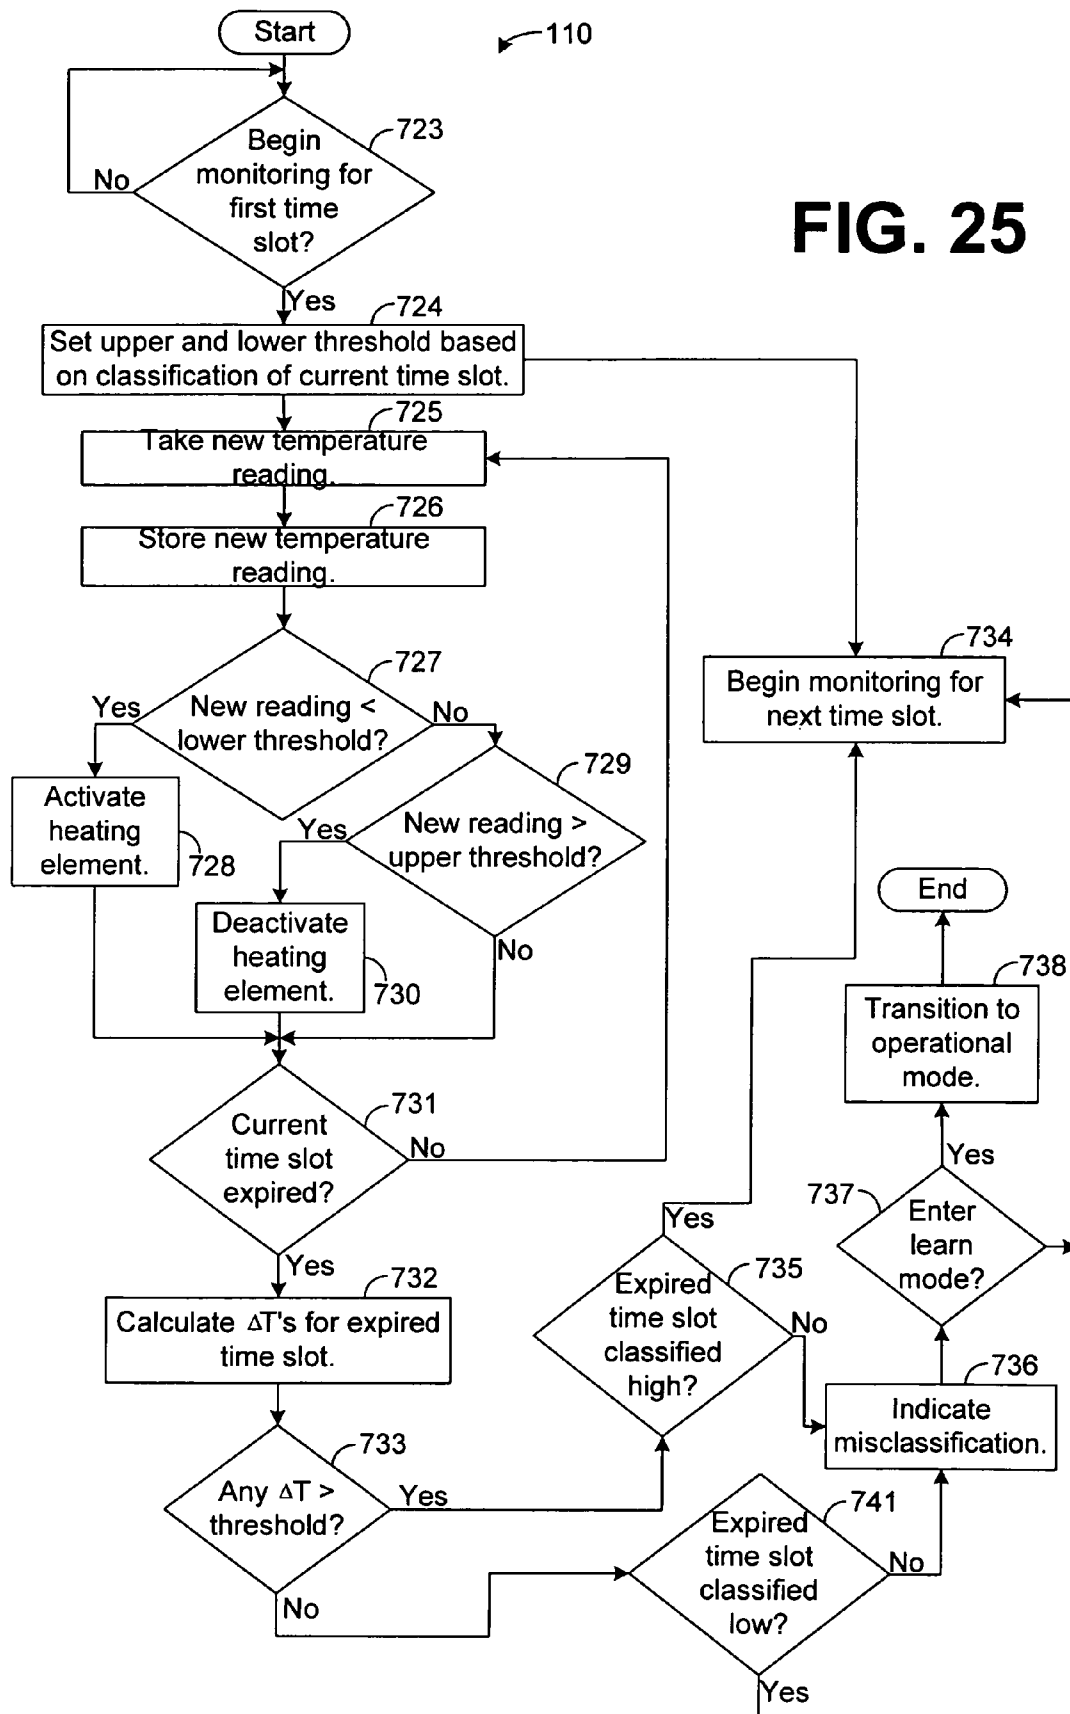 Start
110
723
Begin
monitoring for
first time
slot?
No
FIG. 25
Yes
724
Set upper and lower threshold based
on classification of current time slot.
725
Take new temperature
reading.
726
Store new temperature
reading.
727
New reading <
lower threshold?
Yes
No
734
Begin monitoring for
next time slot.
729
New reading >
upper threshold?
Yes
No
Activate
heating
element.
728
Deactivate
heating
element.
730
End
738
Transition to
operational
mode.
731
Current
time slot
expired?
No
Yes
737
Enter
learn
mode?
Yes
732
Calculate ΔT's for expired
time slot.
735
Expired
time slot
classified
high?
Yes
No
736
Indicate
misclassification.
733
Any ΔT >
threshold?
Yes
No
741
Expired
time slot
classified
low?
No
Yes